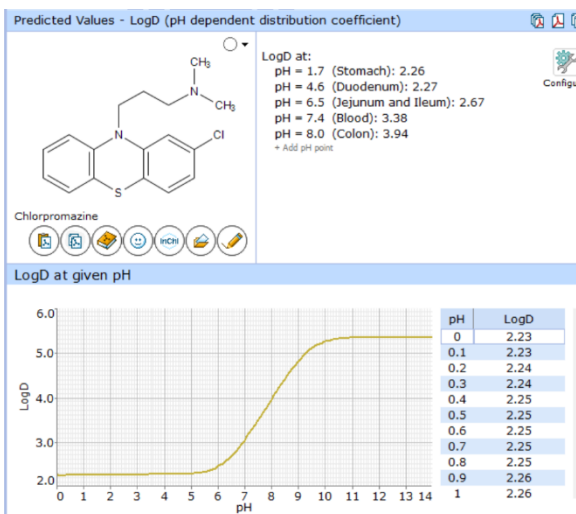 Predicted Values - LogD (pH dependent distribution coefficient)
CH₃
N
CH₃
N
Cl
S
Chlorpromazine
InChI
LogD at:
pH = 1.7 (Stomach): 2.26
pH = 4.6 (Duodenum): 2.27
pH = 6.5 (Jejunum and Ileum): 2.67
pH = 7.4 (Blood): 3.38
pH = 8.0 (Colon): 3.94
+ Add pH point
Configu
LogD at given pH
LogD
6.0
5.0
4.0
3.0
2.0
0 1 2 3 4 5 6 7 8 9 10 11 12 13 14
pH
pH LogD
0 2.23
0.1 2.23
0.2 2.24
0.3 2.24
0.4 2.25
0.5 2.25
0.6 2.25
0.7 2.25
0.8 2.25
0.9 2.26
1 2.26